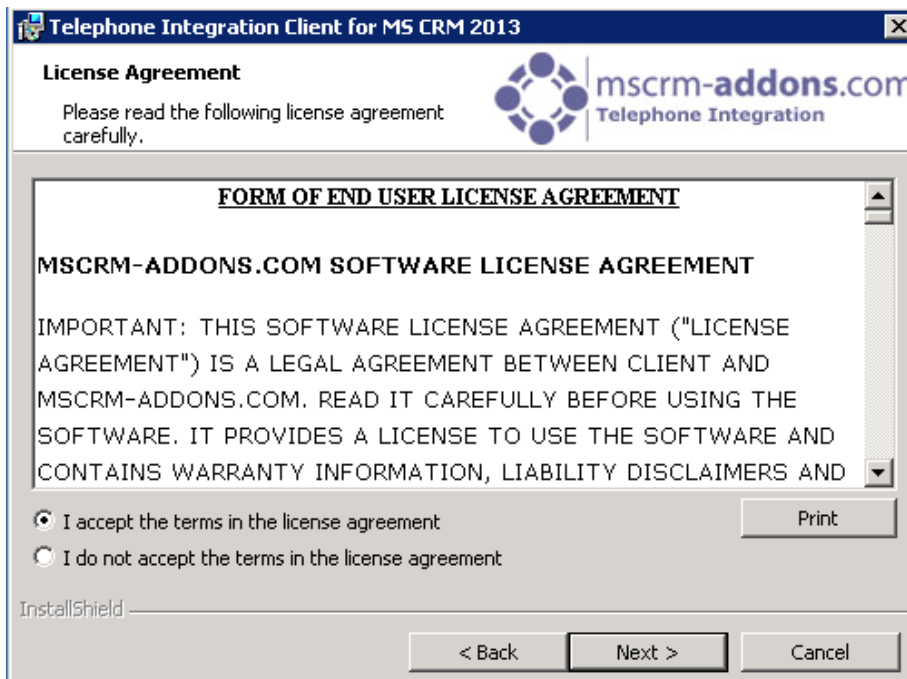 Telephone Integration Client for MS CRM 2013
License Agreement
Please read the following license agreement
carefully.
mscrm-addons.com
Telephone Integration
FORM OF END USER LICENSE AGREEMENT
MSCRM-ADDONS.COM SOFTWARE LICENSE AGREEMENT
IMPORTANT: THIS SOFTWARE LICENSE AGREEMENT ("LICENSE
AGREEMENT") IS A LEGAL AGREEMENT BETWEEN CLIENT AND
MSCRM-ADDONS.COM. READ IT CAREFULLY BEFORE USING THE
SOFTWARE. IT PROVIDES A LICENSE TO USE THE SOFTWARE AND
CONTAINS WARRANTY INFORMATION, LIABILITY DISCLAIMERS AND
I accept the terms in the license agreement
Print
I do not accept the terms in the license agreement
InstallShield
< Back
Next >
Cancel